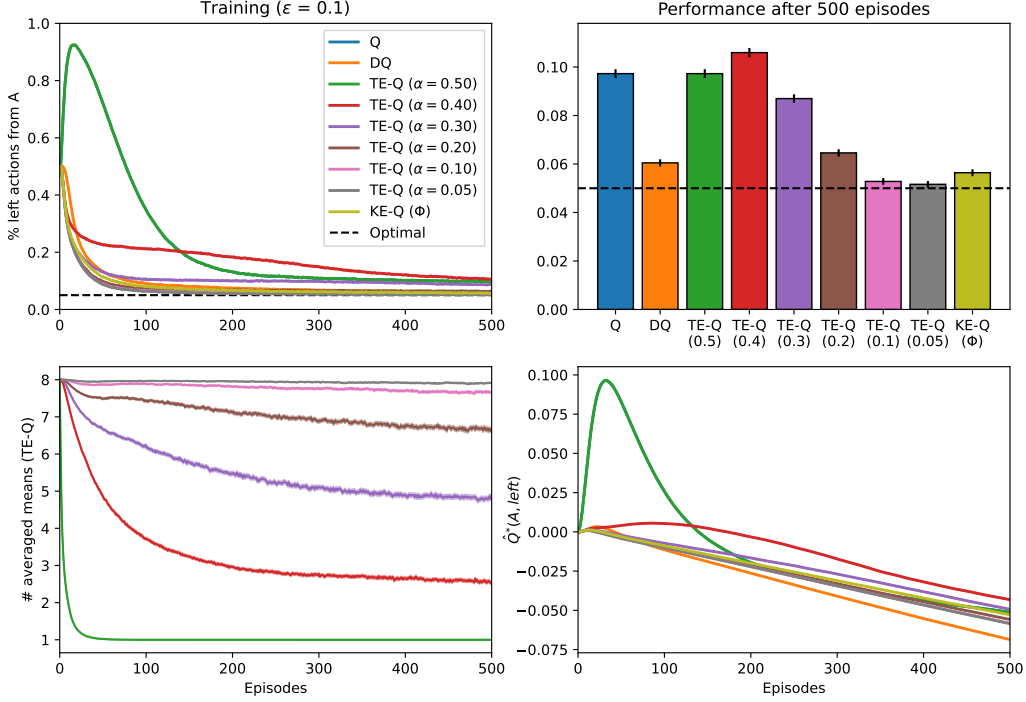 Training (ε = 0.1)
% left actions from A
1.0
0.8
0.6
0.4
0.2
0.0
0
100
200
300
400
500
Q
DQ
TE-Q (α = 0.50)
TE-Q (α = 0.40)
TE-Q (α = 0.30)
TE-Q (α = 0.20)
TE-Q (α = 0.10)
TE-Q (α = 0.05)
KE-Q (Φ)
Optimal
Performance after 500 episodes
0.10
0.08
0.06
0.04
0.02
0.00
Q
DQ
TE-Q
(0.5)
TE-Q
(0.4)
TE-Q
(0.3)
TE-Q
(0.2)
TE-Q
(0.1)
TE-Q
(0.05)
KE-Q
(Φ)
# averaged means (TE-Q)
8
7
6
5
4
3
2
1
0
100
200
300
400
500
Episodes
Q̂*(A, left)
0.100
0.075
0.050
0.025
0.000
−0.025
−0.050
−0.075
0
100
200
300
400
500
Episodes